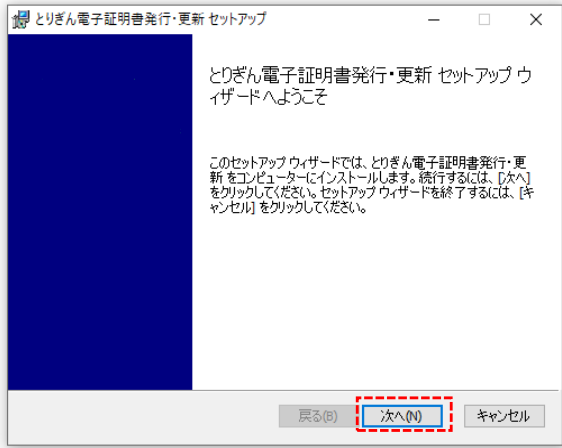 とりぎん電子証明書発行・更新 セットアップ
とりぎん電子証明書発行・更新 セットアップ ウ
ィザードへようこそ
このセットアップ ウィザードでは、とりぎん電子証明書発行・更
新 をコンピューターにインストールします。続行するには、[次へ]
をクリックしてください。セットアップ ウィザードを終了するには、[キ
ャンセル] をクリックしてください。
戻る(B) 次へ(N) キャンセル